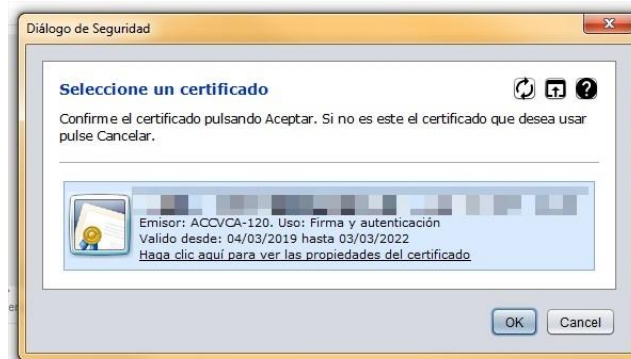 Diálogo de Seguridad
Seleccione un certificado
Confirme el certificado pulsando Aceptar. Si no es este el certificado que desea usar
pulse Cancelar.
Emisor: ACCVCA-120. Uso: Firma y autenticación
Valido desde: 04/03/2019 hasta 03/03/2022
Haga clic aquí para ver las propiedades del certificado
OK
Cancel